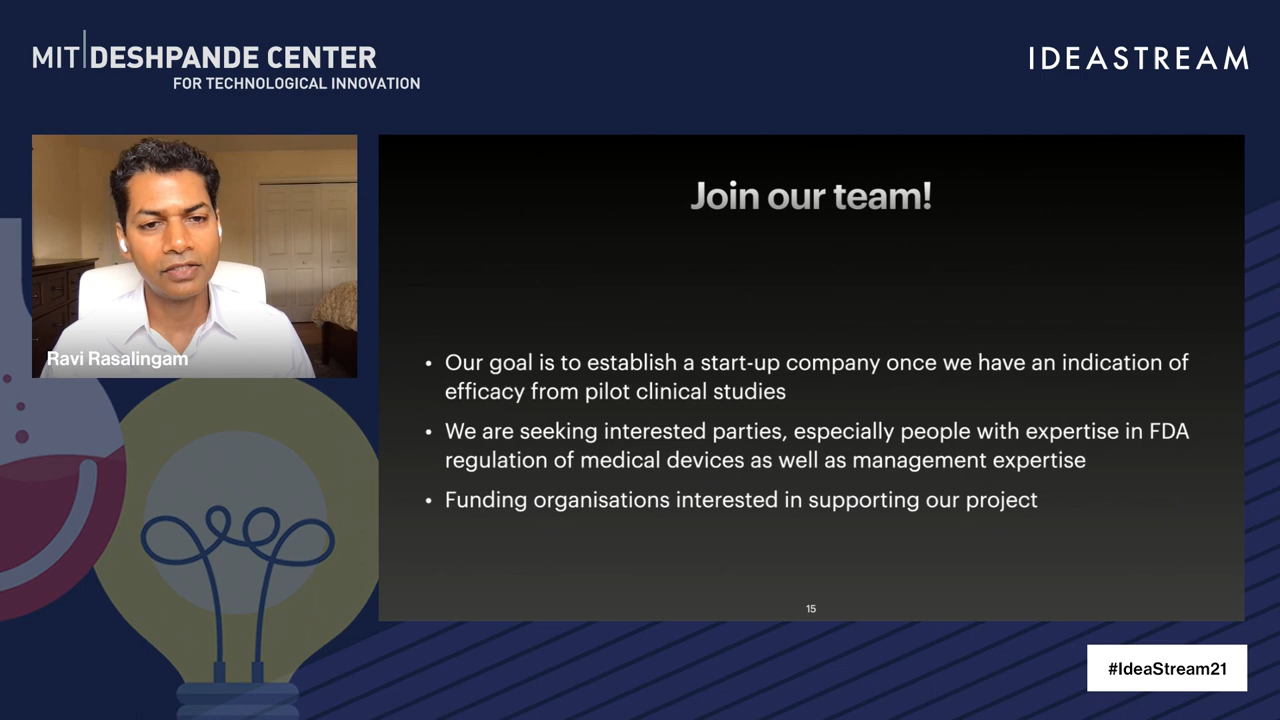 MIT DESHPANDE CENTER
FOR TECHNOLOGICAL INNOVATION
IDEASTREAM
Ravi Rasalingam
Join our team!
• Our goal is to establish a start-up company once we have an indication of
efficacy from pilot clinical studies
• We are seeking interested parties, especially people with expertise in FDA
regulation of medical devices as well as management expertise
• Funding organisations interested in supporting our project
15
#IdeaStream21